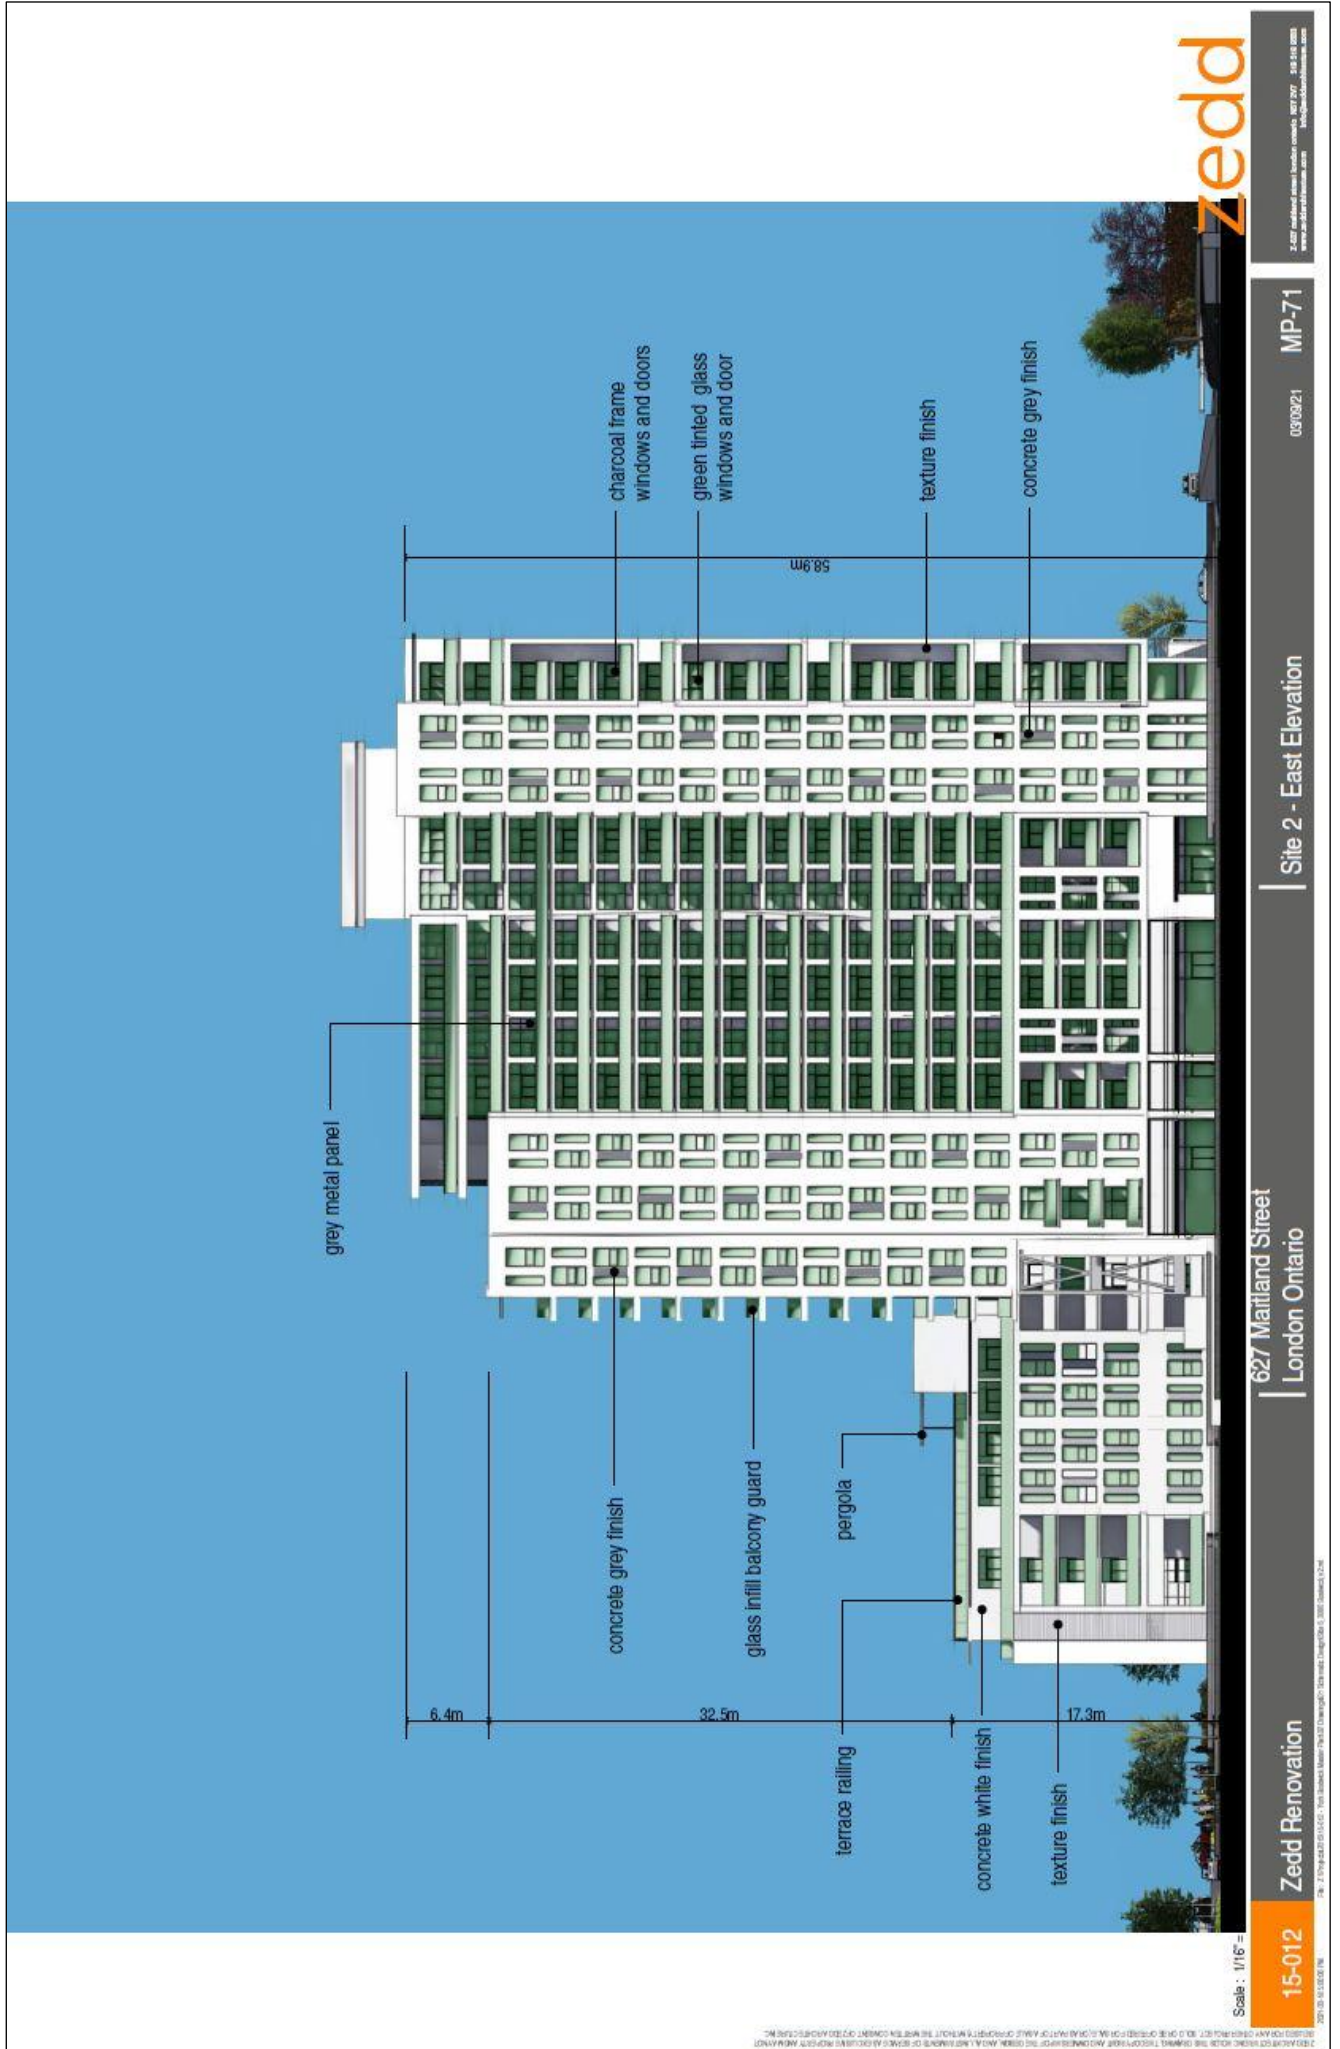 grey metal panel
charcoal frame
windows and doors
green tinted glass
windows and door
texture finish
concrete grey finish
58.9m
6.4m
32.5m
17.3m
concrete grey finish
glass infill balcony guard
pergola
terrace railing
concrete white finish
texture finish
Scale : 1/16" =
15-012
Zedd Renovation
627 Maitland Street
London Ontario
Site 2 - East Elevation
03/09/21
MP-71
zedd